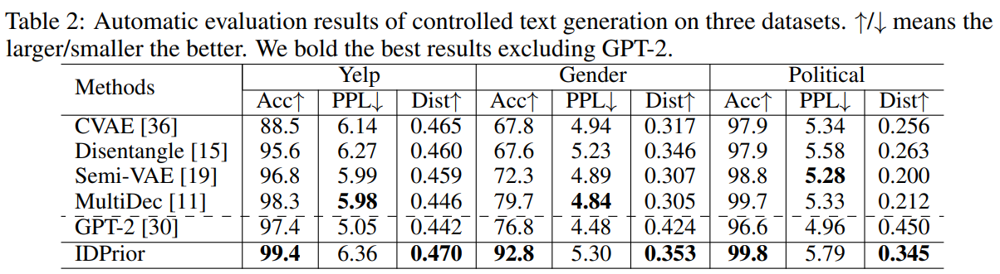 Table 2: Automatic evaluation results of controlled text generation on three datasets. ↑/↓ means the
larger/smaller the better. We bold the best results excluding GPT-2.
Methods Yelp Gender Political
Acc↑ PPL↓ Dist↑ Acc↑ PPL↓ Dist↑ Acc↑ PPL↓ Dist↑
CVAE [36] 88.5 6.14 0.465 67.8 4.94 0.317 97.9 5.34 0.256
Disentangle [15] 95.6 6.27 0.460 67.6 5.23 0.346 97.9 5.58 0.263
Semi-VAE [19] 96.8 5.99 0.459 72.3 4.89 0.307 98.8 5.28 0.200
MultiDec [11] 98.3 5.98 0.446 79.7 4.84 0.305 99.7 5.33 0.212
GPT-2 [30] 97.4 5.05 0.442 76.8 4.48 0.424 96.6 4.96 0.450
IDPrior 99.4 6.36 0.470 92.8 5.30 0.353 99.8 5.79 0.345